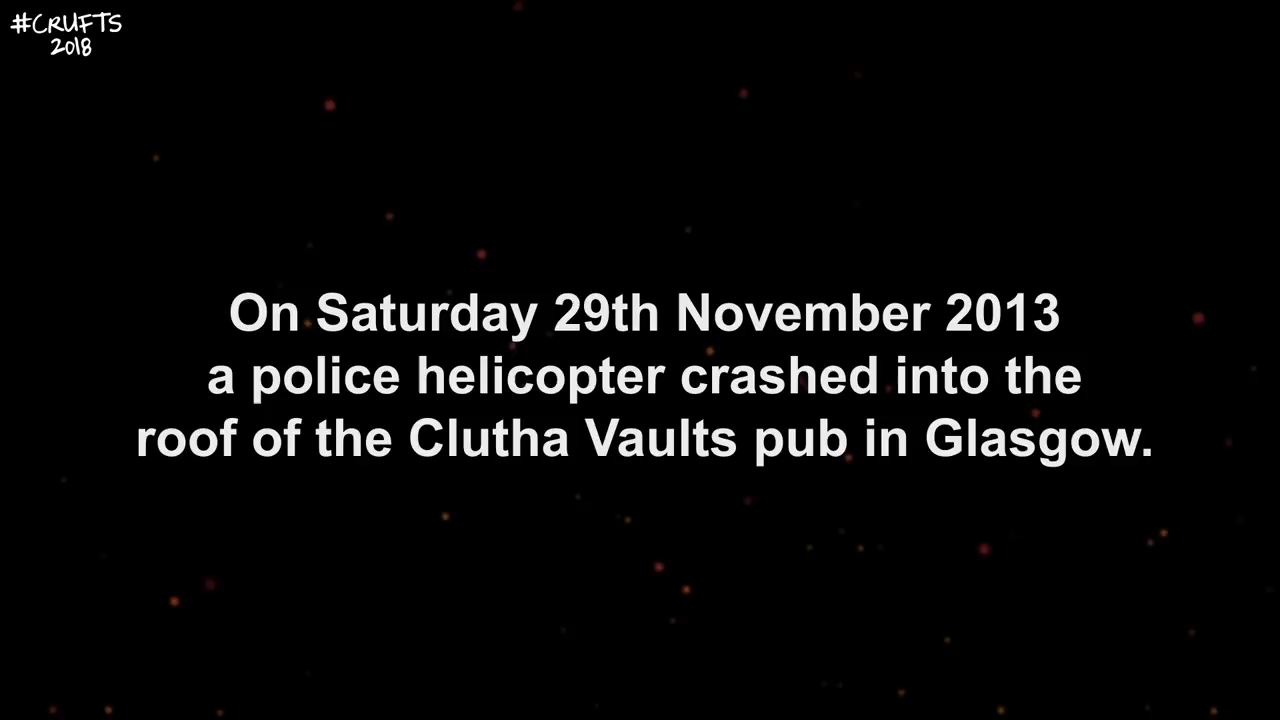 #CRUFTS
2018
On Saturday 29th November 2013
a police helicopter crashed into the
roof of the Clutha Vaults pub in Glasgow.